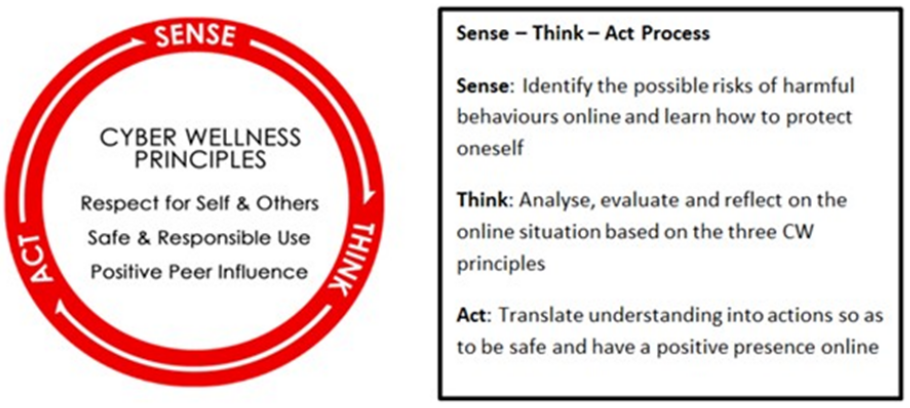 SENSE
CYBER WELLNESS
PRINCIPLES
Respect for Self & Others
Safe & Responsible Use
Positive Peer Influence
THINK
ACT
Sense – Think – Act Process
Sense: Identify the possible risks of harmful
behaviours online and learn how to protect
oneself
Think: Analyse, evaluate and reflect on the
online situation based on the three CW
principles
Act: Translate understanding into actions so as
to be safe and have a positive presence online